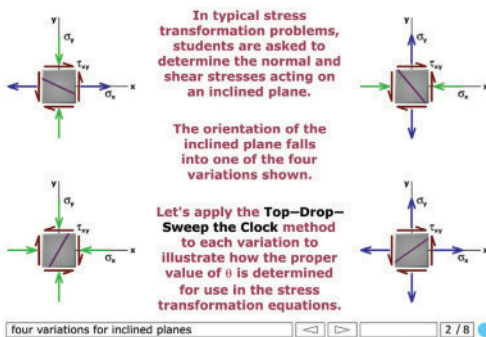 y
σy
τxy
x
σx
In typical stress
transformation problems,
students are asked to
determine the normal and
shear stresses acting on
an inclined plane.
The orientation of the
inclined plane falls
into one of the four
variations shown.
Let's apply the Top–Drop–
Sweep the Clock method
to each variation to
illustrate how the proper
value of θ is determined
for use in the stress
transformation equations.
y
σy
τxy
x
σx
y
σy
τxy
x
σx
y
σy
τxy
x
σx
four variations for inclined planes
2 / 8